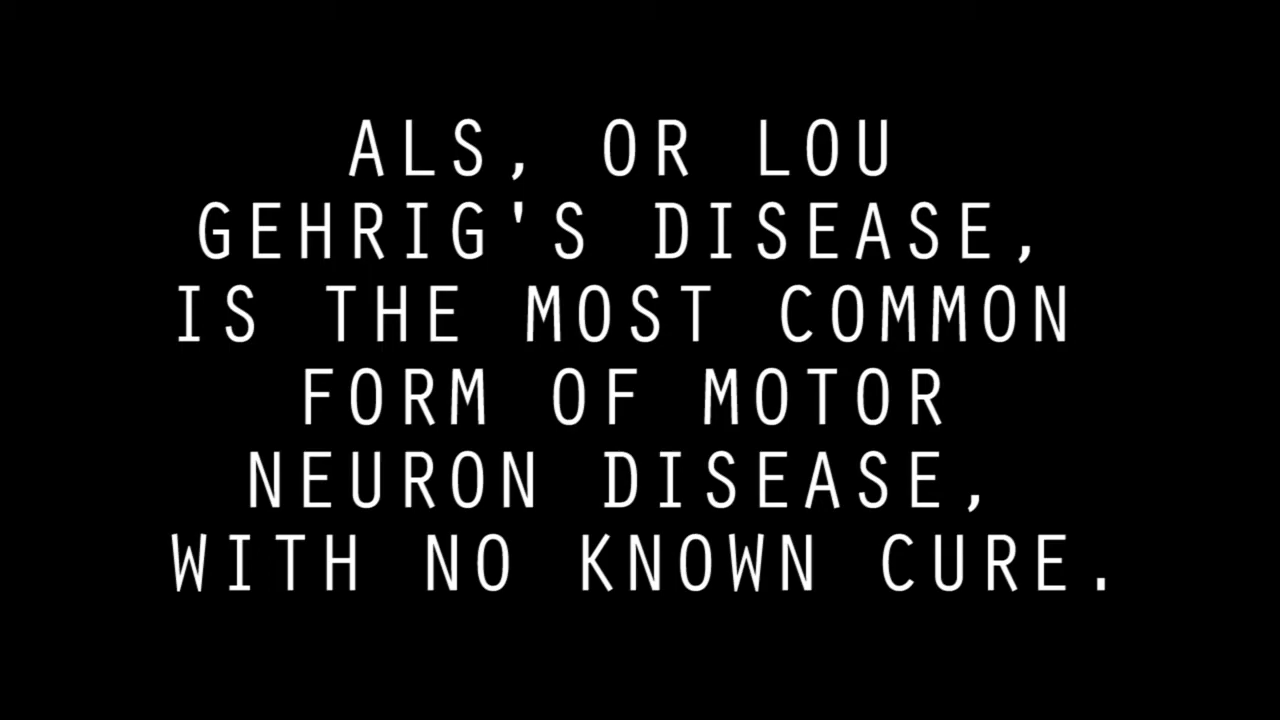 ALS, OR LOU
GEHRIG'S DISEASE,
IS THE MOST COMMON
FORM OF MOTOR
NEURON DISEASE,
WITH NO KNOWN CURE.